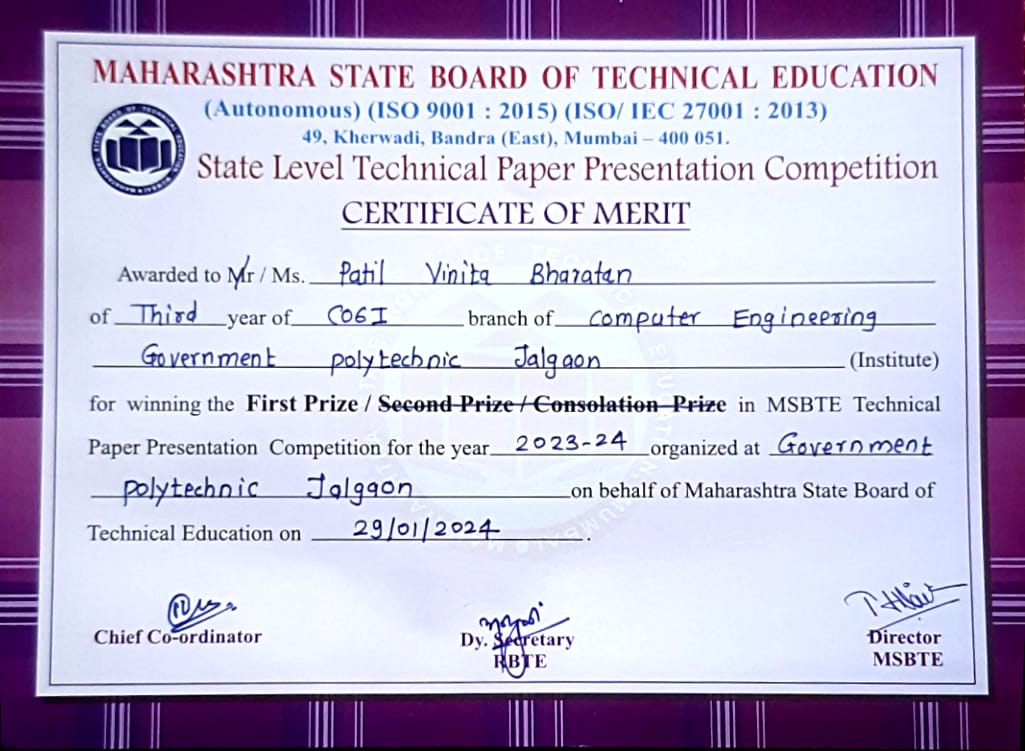 MAHARASHTRA STATE BOARD OF TECHNICAL EDUCATION
(Autonomous) (ISO 9001 : 2015) (ISO/ IEC 27001 : 2013)
49, Kherwadi, Bandra (East), Mumbai – 400 051.
State Level Technical Paper Presentation Competition
CERTIFICATE OF MERIT
Awarded to Mr / Ms. Patil Vinita Bharatan
of Third year of CO6I branch of Computer Engineering
Government polytechnic Jalgaon (Institute)
for winning the First Prize / Second Prize / Consolation Prize in MSBTE Technical
Paper Presentation Competition for the year 2023-24 organized at Government
polytechnic Jalgaon on behalf of Maharashtra State Board of
Technical Education on 29/01/2024.
Chief Co-ordinator Dy. Secretary Director
RBTE MSBTE